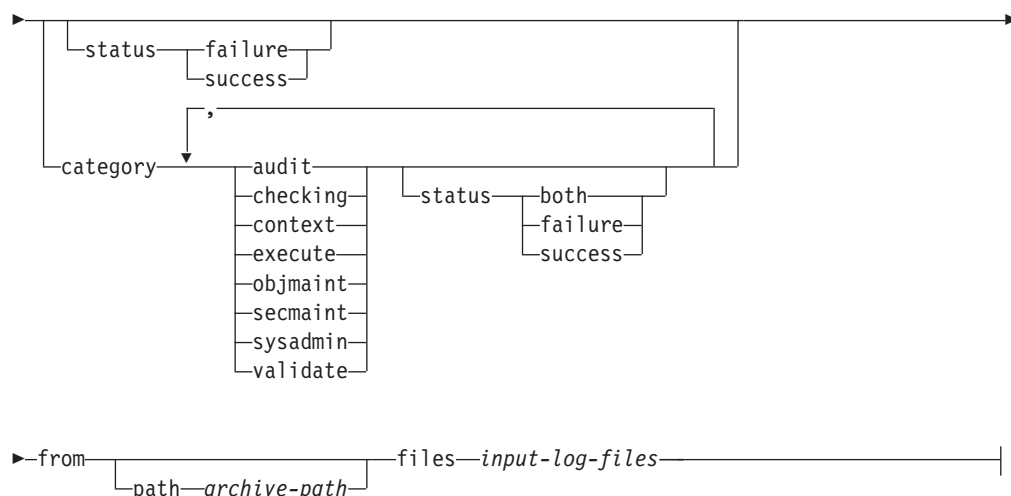 status failure
success
,
category audit
checking status both
context failure
execute success
objmaint
secmaint
sysadmin
validate
from files input-log-files
path archive-path